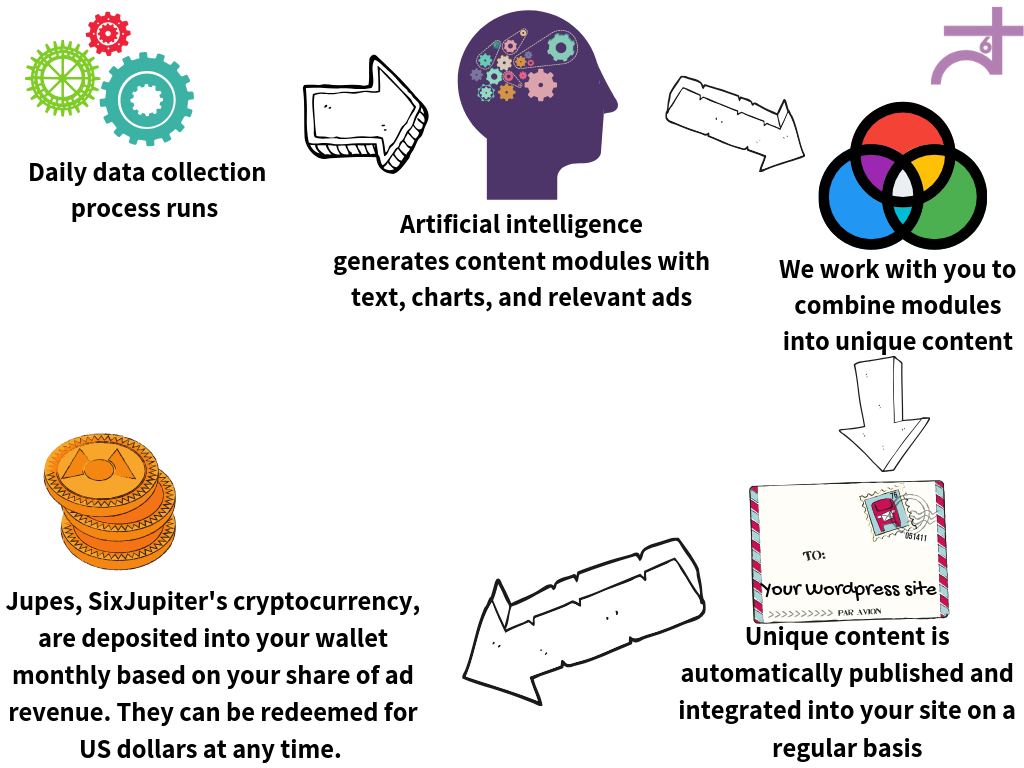 6
Daily data collection
process runs
Artificial intelligence
generates content modules with
text, charts, and relevant ads
We work with you to
combine modules
into unique content
75
051411
TO:
Your Wordpress site
>>>>>>>>>> PAR AVION
Unique content is
automatically published and
integrated into your site on a
regular basis
Jupes, SixJupiter's cryptocurrency,
are deposited into your wallet
monthly based on your share of ad
revenue. They can be redeemed for
US dollars at any time.